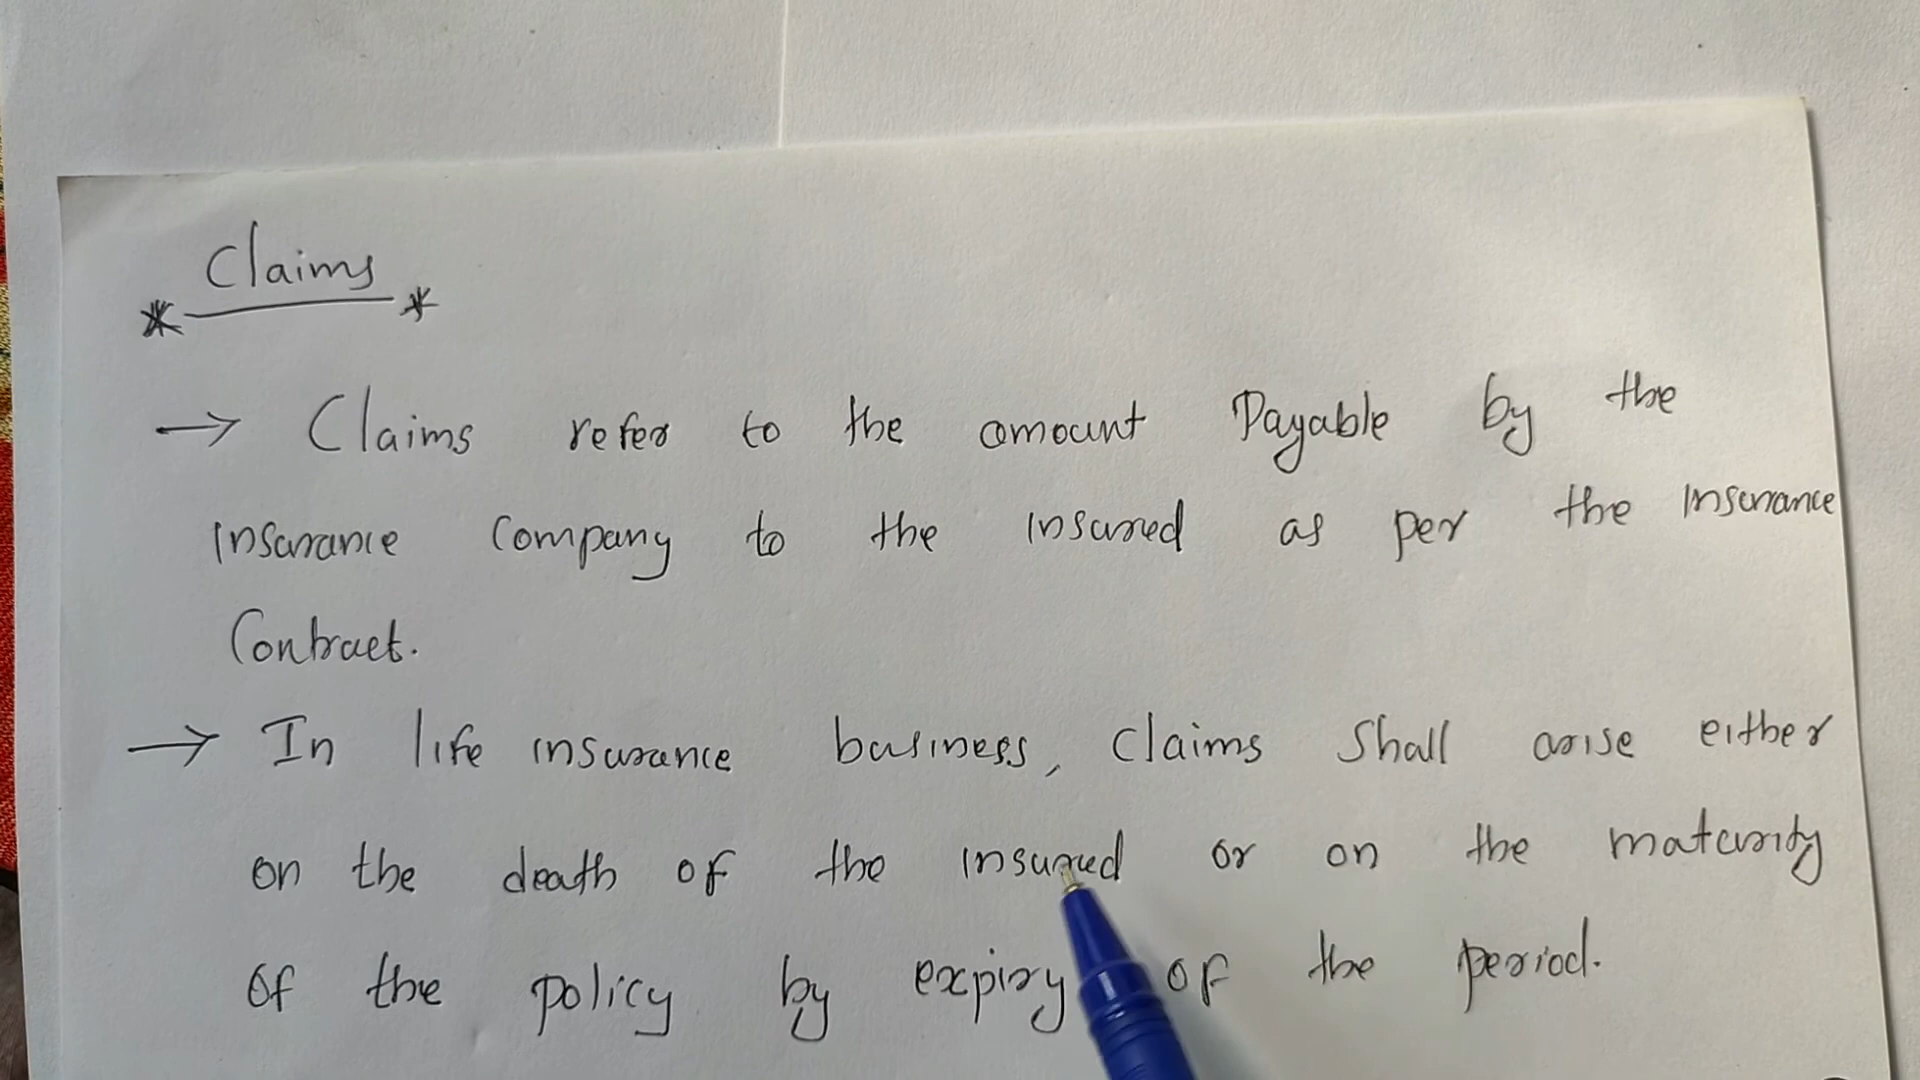 Claims
* *
→ Claims refer to the amount Payable by the
insurance Company to the insured as per the insurance
Contract.
→ In life insurance business, Claims Shall arise either
on the death of the insured or on the maturity
of the policy by expiry of the period.